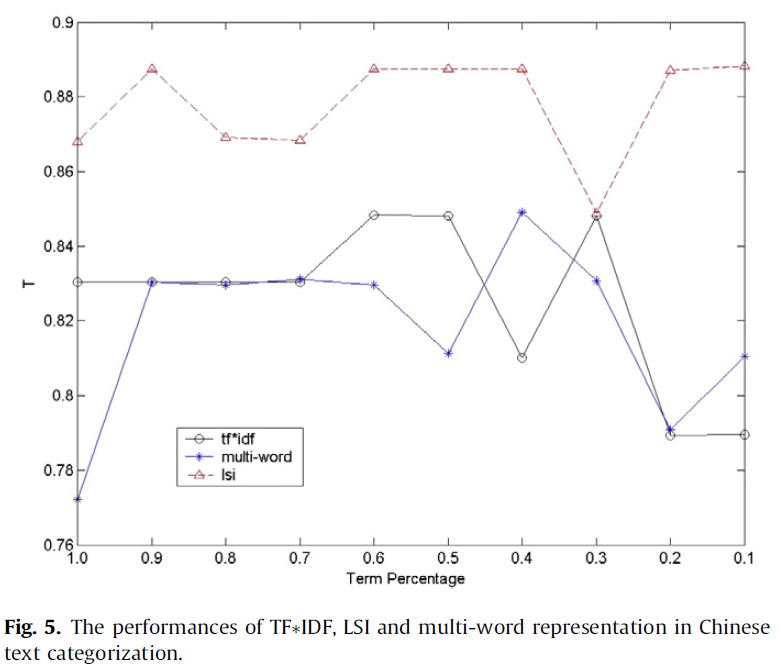 0.9
0.88
0.86
0.84
T
0.82
0.8
0.78
0.76
tf*idf
multi-word
lsi
1.0 0.9 0.8 0.7 0.6 0.5 0.4 0.3 0.2 0.1
Term Percentage
Fig. 5. The performances of TF∗IDF, LSI and multi-word representation in Chinese
text categorization.